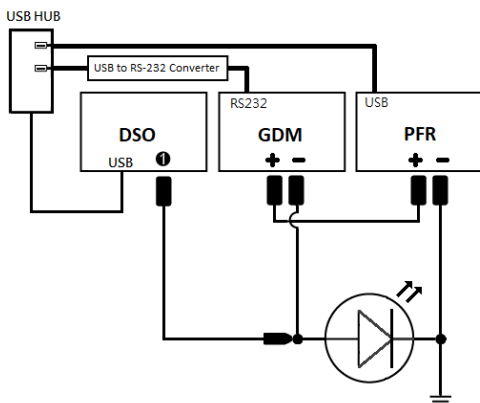 USB HUB
USB to RS-232 Converter
RS232
USB
DSO
GDM
PFR
USB
1
+ −
+ −